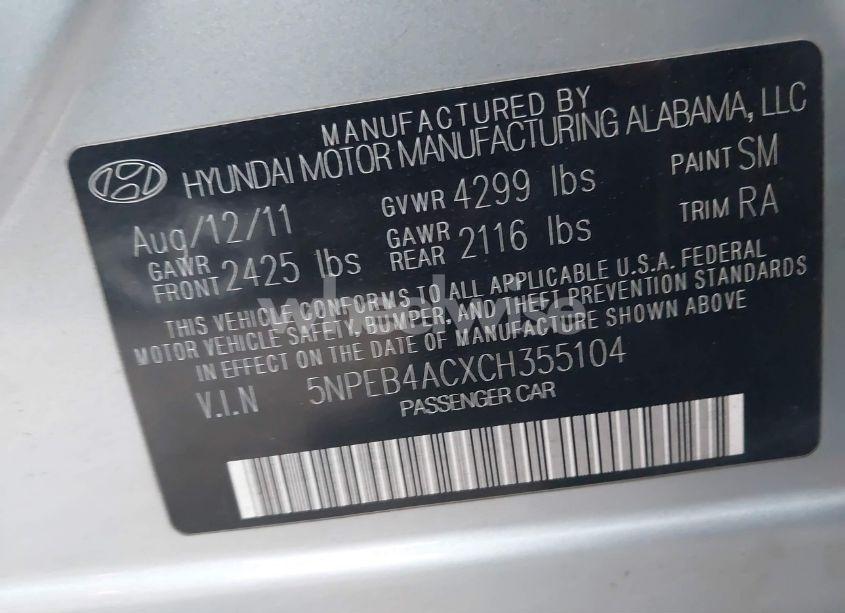 MANUFACTURED BY
HYUNDAI MOTOR MANUFACTURING ALABAMA, LLC
Aug/12/11 GVWR 4299 lbs PAINT SM
GAWR FRONT 2425 lbs GAWR REAR 2116 lbs TRIM RA
THIS VEHICLE CONFORMS TO ALL APPLICABLE U.S.A. FEDERAL
MOTOR VEHICLE SAFETY, BUMPER, AND THEFT PREVENTION STANDARDS
IN EFFECT ON THE DATE OF MANUFACTURE SHOWN ABOVE
V.I.N 5NPEB4ACXCH355104
PASSENGER CAR
wheelwise